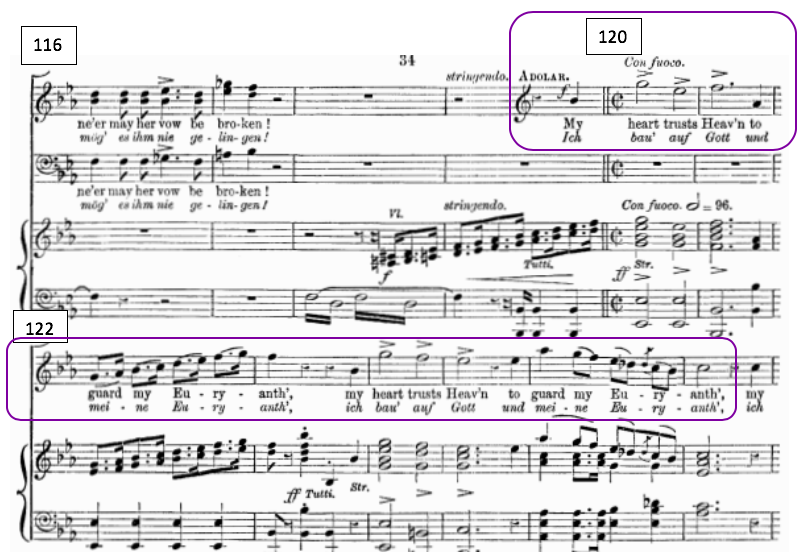 116
120
34
Con fuoco.
stringendo. ADOLAR.
f
ne'er may her vow be bro-ken! My heart trusts Heav'n to
mög' es ihm nie ge - lin-gen! Ich bau' auf Gott und
ne'er may her vow be bro-ken!
mög' es ihm nie ge - lin-gen!
Vl. stringendo. Con fuoco. = 96.
f Tutti. ff Str.
122
guard my Eu - ry - anth', my heart trusts Heav'n to guard my Eu - ry - anth', my
mei - ne Eu - ry - anth', ich bau' auf Gott und mei - ne Eu - ry - anth', ich
ff Tutti. Str.